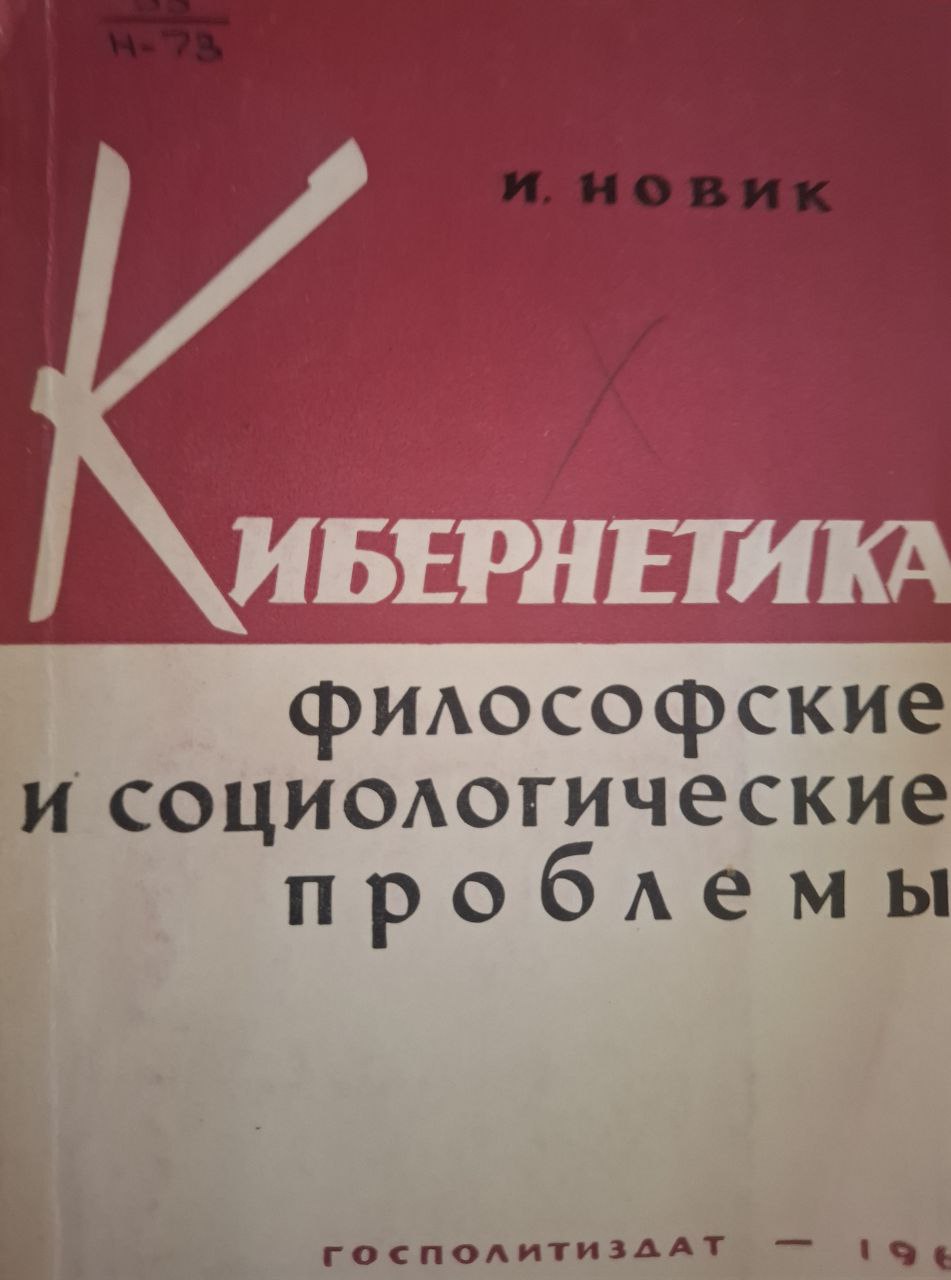 Н-73
И. НОВИК
КИБЕРНЕТИКА
философские
и социологические
проблемы
ГОСПОЛИТИЗДАТ — 196